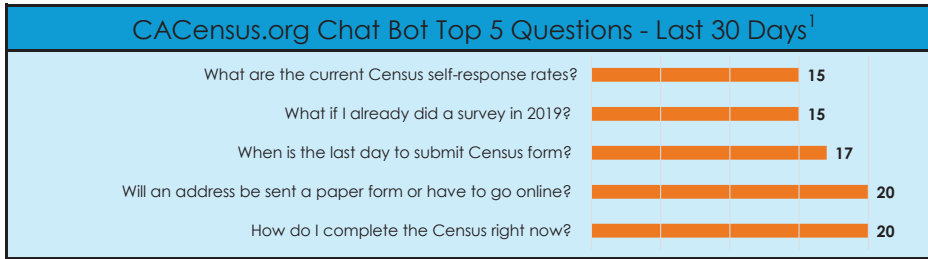 CACensus.org Chat Bot Top 5 Questions - Last 30 Days¹
What are the current Census self-response rates? 15
What if I already did a survey in 2019? 15
When is the last day to submit Census form? 17
Will an address be sent a paper form or have to go online? 20
How do I complete the Census right now? 20